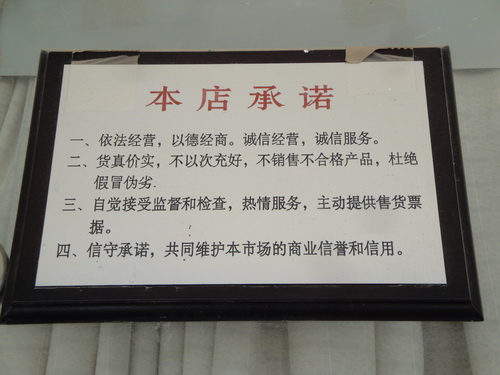 本店承诺
一、依法经营，以德经商。诚信经营，诚信服务。
二、货真价实，不以次充好，不销售不合格产品，杜绝
假冒伪劣.
三、自觉接受监督和检查，热情服务，主动提供售货票
据。
四、信守承诺，共同维护本市场的商业信誉和信用。